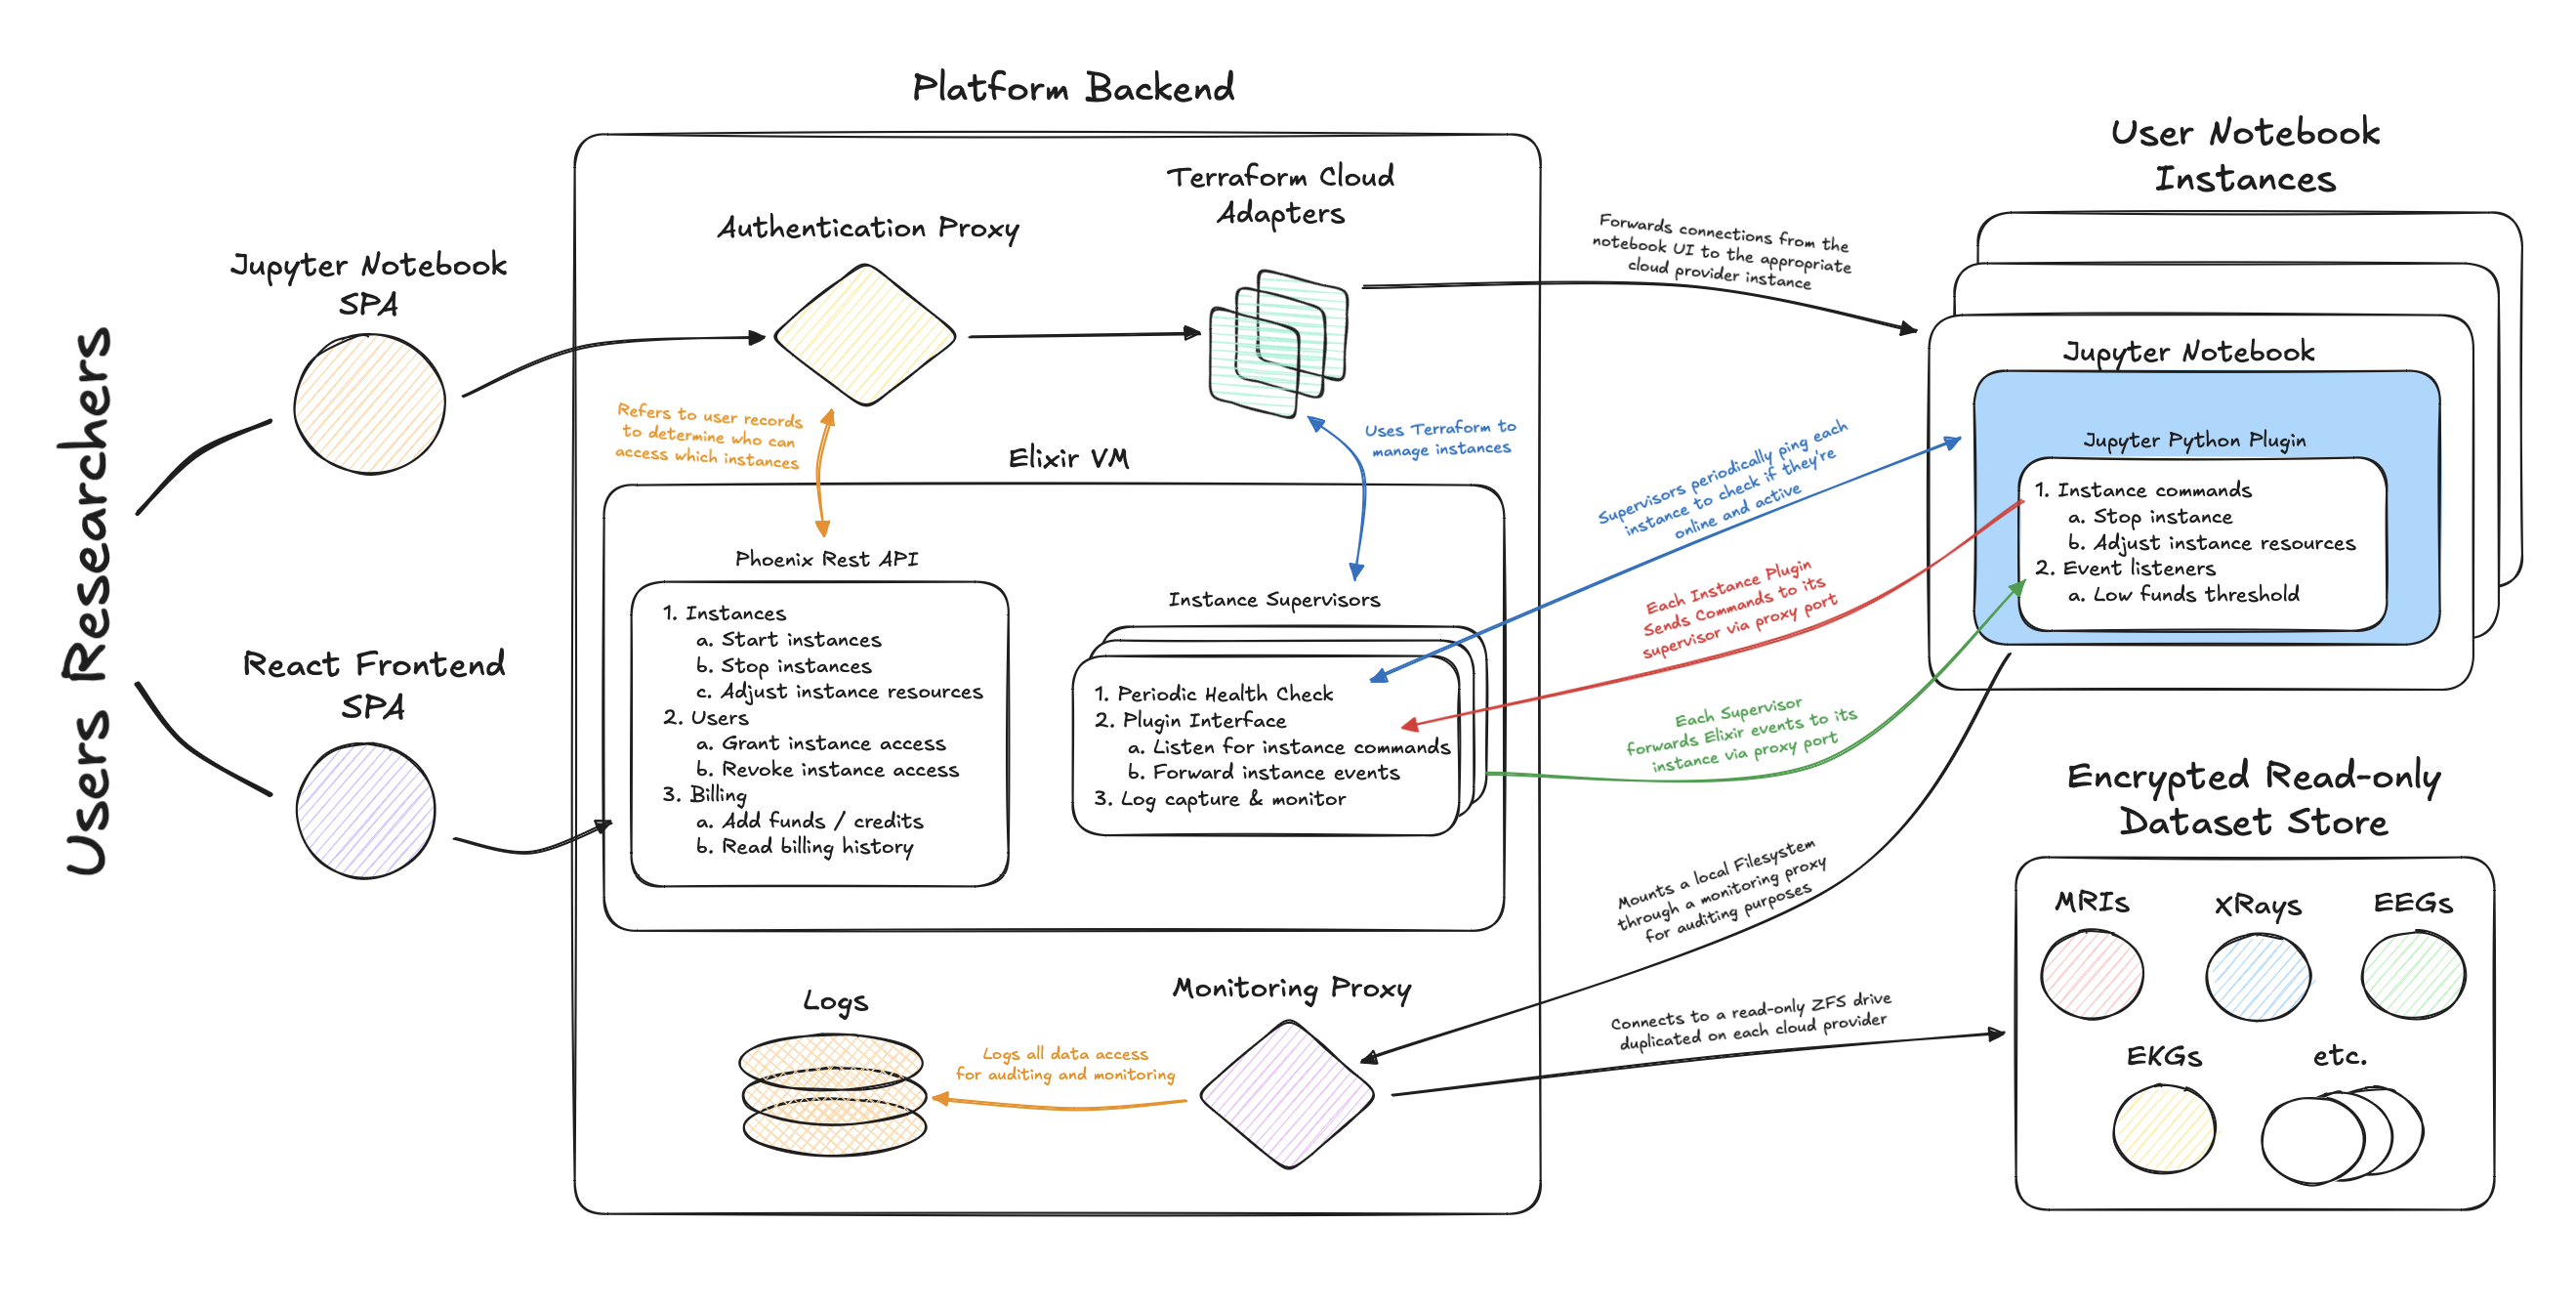 Users Researchers
Jupyter Notebook
SPA
React Frontend
SPA
Platform Backend
Authentication Proxy
Terraform Cloud
Adapters
Refers to user records
to determine who can
access which instances
Uses Terraform to
manage instances
Elixir VM
Phoenix Rest API
1. Instances
a. Start instances
b. Stop instances
c. Adjust instance resources
2. Users
a. Grant instance access
b. Revoke instance access
3. Billing
a. Add funds / credits
b. Read billing history
Instance Supervisors
1. Periodic Health Check
2. Plugin Interface
a. Listen for instance commands
b. Forward instance events
3. Log capture & monitor
Logs
Logs all data access
for auditing and monitoring
Monitoring Proxy
Forwards connections from the
notebook UI to the appropriate
cloud provider instance
Supervisors periodically ping each
instance to check if they're
online and active
Each Instance Plugin
Sends Commands to its
supervisor via proxy port
Each Supervisor
forwards Elixir events to its
instance via proxy port
Mounts a local Filesystem
through a monitoring proxy
for auditing purposes
Connects to a read-only ZFS drive
duplicated on each cloud provider
User Notebook
Instances
Jupyter Notebook
Jupyter Python Plugin
1. Instance commands
a. Stop instance
b. Adjust instance resources
2. Event listeners
a. Low funds threshold
Encrypted Read-only
Dataset Store
MRIs
XRays
EEGs
EKGs
etc.